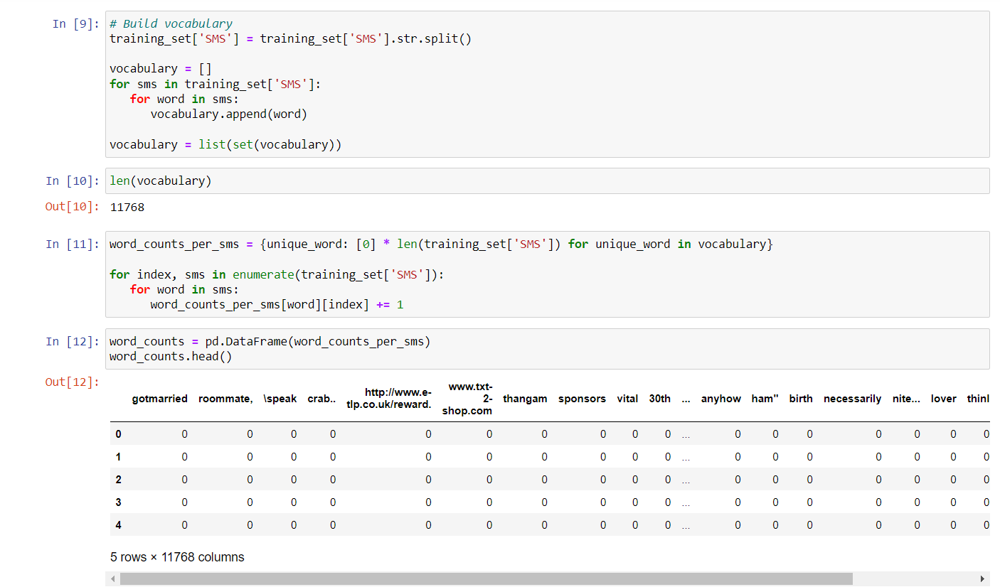 In [9]: # Build vocabulary
training_set['SMS'] = training_set['SMS'].str.split()
vocabulary = []
for sms in training_set['SMS']:
   for word in sms:
      vocabulary.append(word)
vocabulary = list(set(vocabulary))
In [10]: len(vocabulary)
Out[10]: 11768
In [11]: word_counts_per_sms = {unique_word: [0] * len(training_set['SMS']) for unique_word in vocabulary}
for index, sms in enumerate(training_set['SMS']):
   for word in sms:
      word_counts_per_sms[word][index] += 1
In [12]: word_counts = pd.DataFrame(word_counts_per_sms)
word_counts.head()
Out[12]:
gotmarried roommate, \speak crab.. http://www.e-tlp.co.uk/reward. www.txt-2-shop.com thangam sponsors vital 30th ... anyhow ham" birth necessarily nite... lover thinl
0 0 0 0 0 0 0 0 0 0 0 ... 0 0 0 0 0 0 0
1 0 0 0 0 0 0 0 0 0 0 ... 0 0 0 0 0 0 0
2 0 0 0 0 0 0 0 0 0 0 ... 0 0 0 0 0 0 0
3 0 0 0 0 0 0 0 0 0 0 ... 0 0 0 0 0 0 0
4 0 0 0 0 0 0 0 0 0 0 ... 0 0 0 0 0 0 0
5 rows × 11768 columns